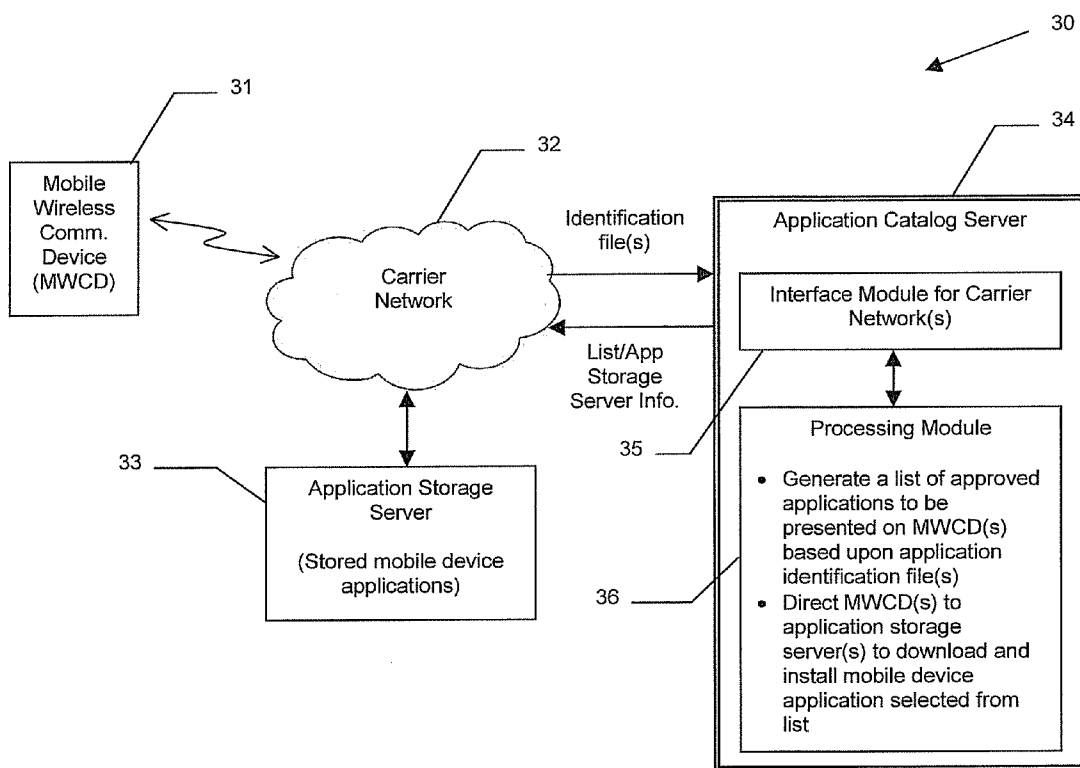 30
31
Mobile
Wireless
Comm.
Device
(MWCD)
32
Carrier
Network
Identification
file(s)
List/App
Storage
Server Info.
33
Application Storage
Server
(Stored mobile device
applications)
34
Application Catalog Server
Interface Module for Carrier
Network(s)
35
Processing Module
• Generate a list of approved
applications to be
presented on MWCD(s)
based upon application
identification file(s)
• Direct MWCD(s) to
application storage
server(s) to download and
install mobile device
application selected from
list
36